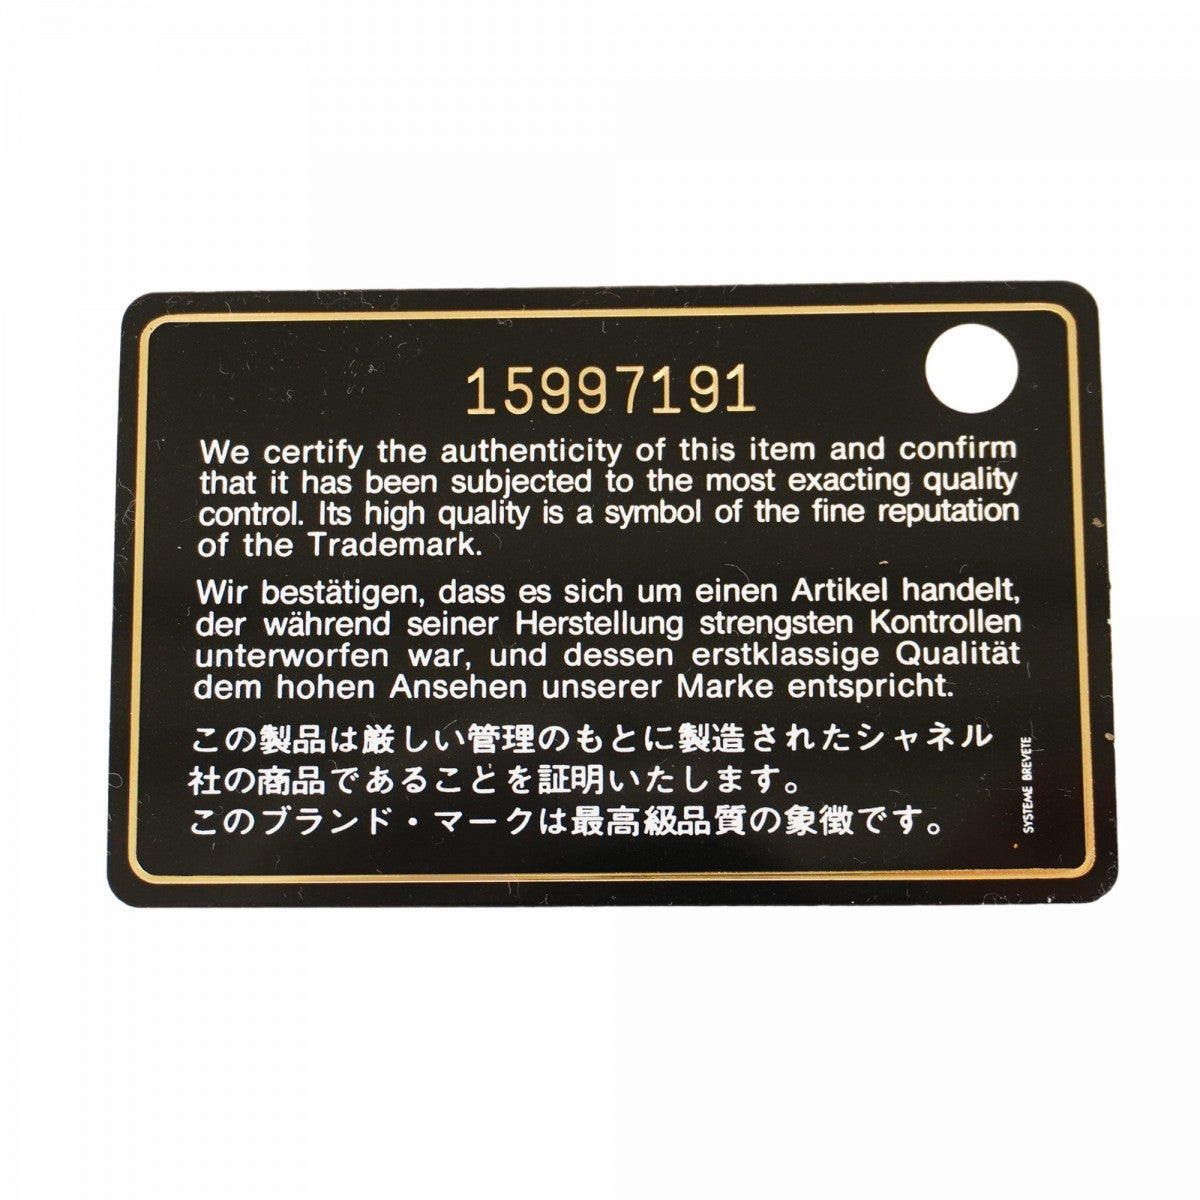 15997191
We certify the authenticity of this item and confirm
that it has been subjected to the most exacting quality
control. Its high quality is a symbol of the fine reputation
of the Trademark.
Wir bestätigen, dass es sich um einen Artikel handelt,
der während seiner Herstellung strengsten Kontrollen
unterworfen war, und dessen erstklassige Qualität
dem hohen Ansehen unserer Marke entspricht.
この製品は厳しい管理のもとに製造されたシャネル
社の商品であることを証明いたします。
このブランド・マークは最高級品質の象徴です。
SYSTEME BREVETE